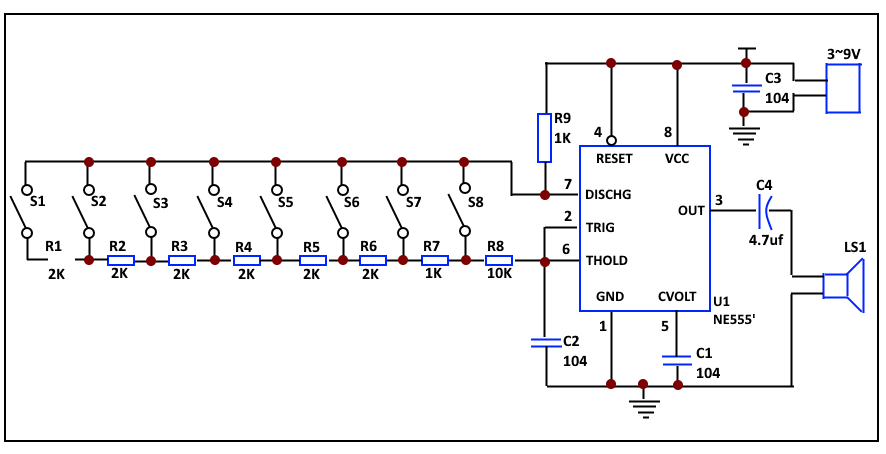 3~9V
C3
104
R9
1K
4
8
RESET
VCC
7
DISCHG
S1
S2
S3
S4
S5
S6
S7
S8
2
TRIG
OUT
3
C4
4.7uf
R1
2K
R2
2K
R3
2K
R4
2K
R5
2K
R6
2K
R7
1K
R8
10K
6
THOLD
LS1
GND
CVOLT
U1
NE555'
1
5
C2
104
C1
104